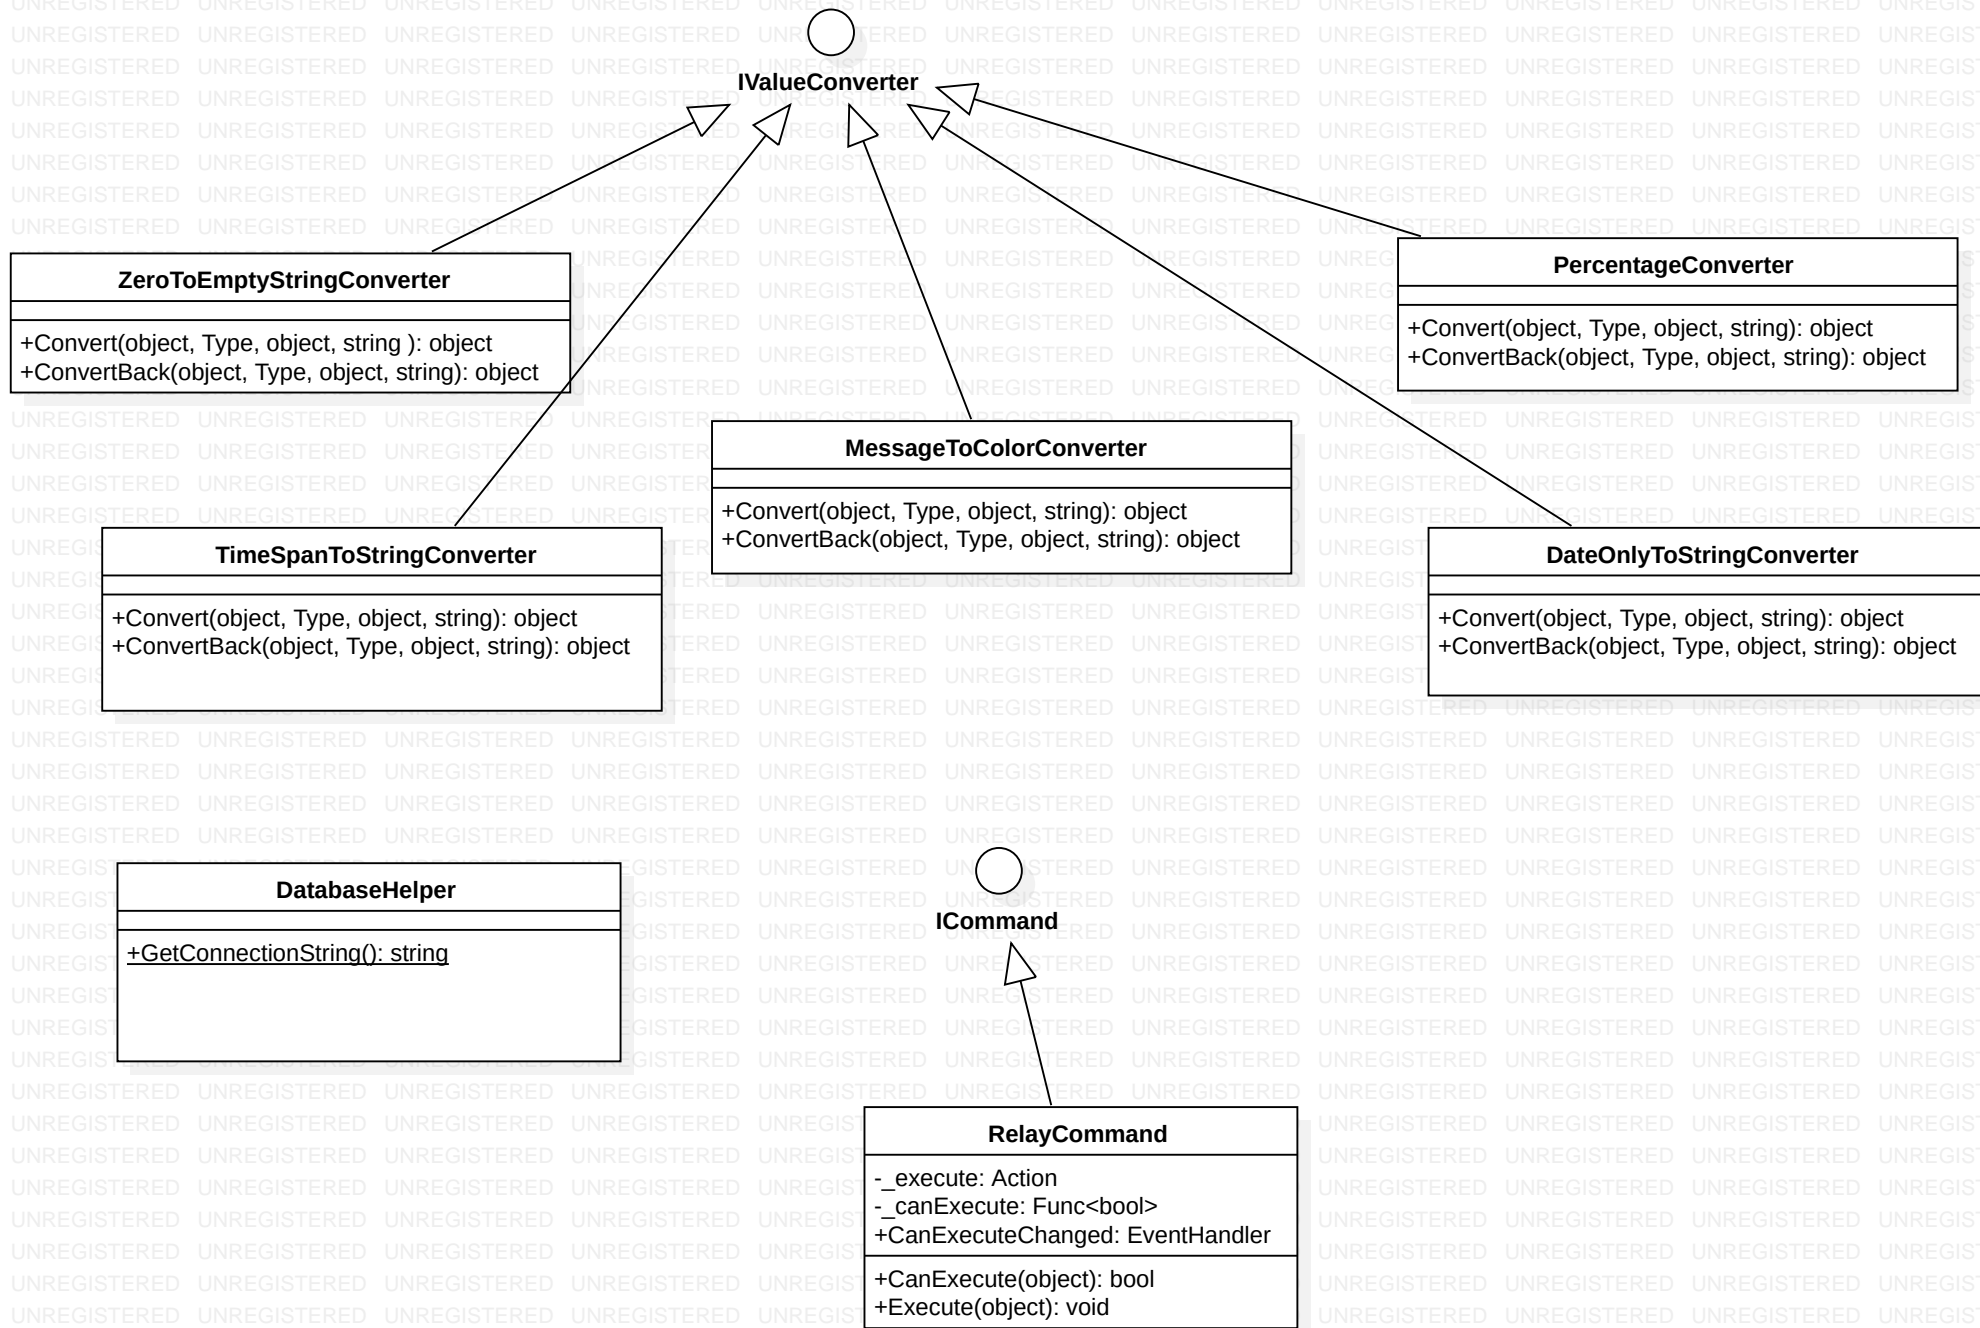 IValueConverter
ZeroToEmptyStringConverter
+Convert(object, Type, object, string ): object
+ConvertBack(object, Type, object, string): object
PercentageConverter
+Convert(object, Type, object, string): object
+ConvertBack(object, Type, object, string): object
MessageToColorConverter
+Convert(object, Type, object, string): object
+ConvertBack(object, Type, object, string): object
TimeSpanToStringConverter
+Convert(object, Type, object, string): object
+ConvertBack(object, Type, object, string): object
DateOnlyToStringConverter
+Convert(object, Type, object, string): object
+ConvertBack(object, Type, object, string): object
DatabaseHelper
+GetConnectionString(): string
ICommand
RelayCommand
-_execute: Action
-_canExecute: Func<bool>
+CanExecuteChanged: EventHandler
+CanExecute(object): bool
+Execute(object): void
UNREGISTERED